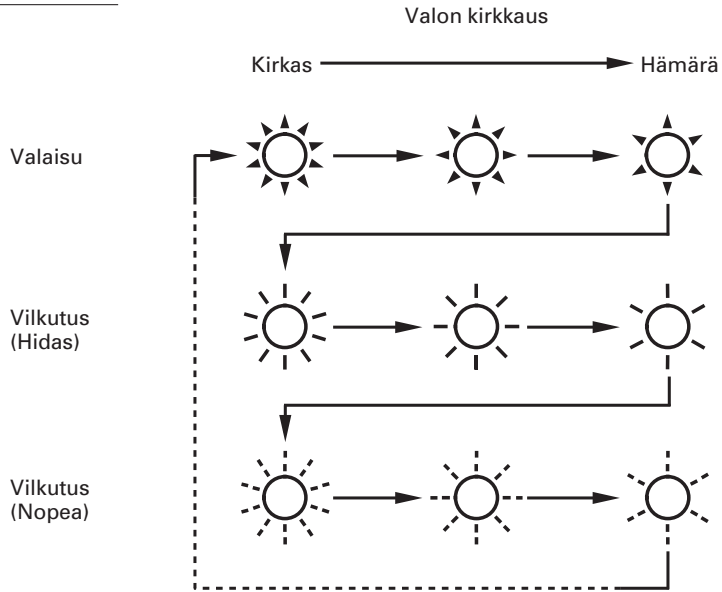 Valon kirkkaus
Kirkas
Hämärä
Valaisu
Vilkutus
(Hidas)
Vilkutus
(Nopea)